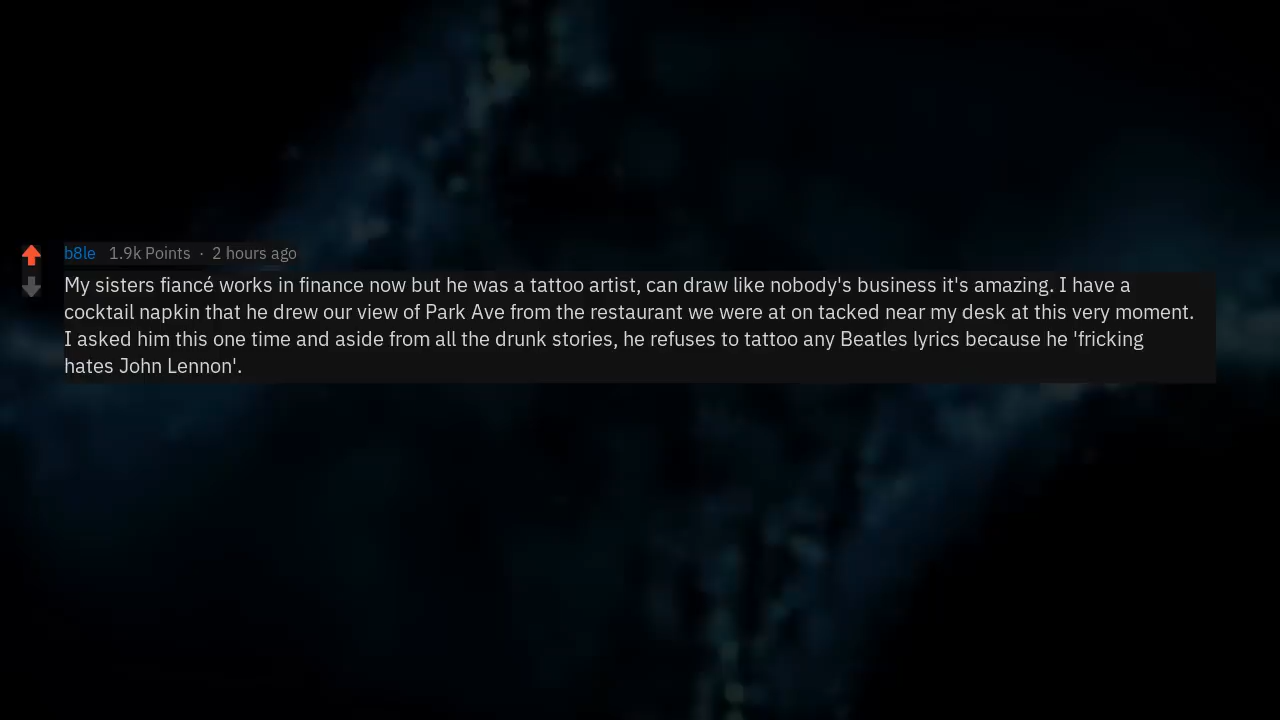 b8le 1.9k Points · 2 hours ago
My sisters fiancé works in finance now but he was a tattoo artist, can draw like nobody's business it's amazing. I have a
cocktail napkin that he drew our view of Park Ave from the restaurant we were at on tacked near my desk at this very moment.
I asked him this one time and aside from all the drunk stories, he refuses to tattoo any Beatles lyrics because he 'fricking
hates John Lennon'.